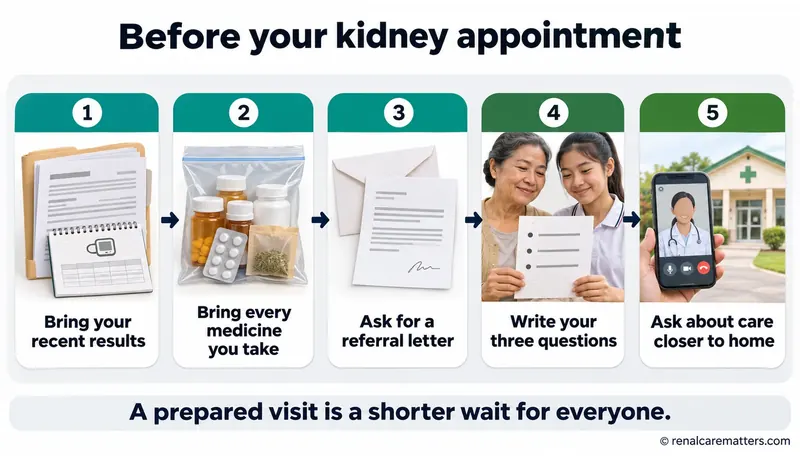 Before your kidney appointment
1
2
3
4
5
Bring your
recent results
Bring every
medicine
you take
Ask for a
referral letter
Write your
three questions
Ask about care
closer to home
A prepared visit is a shorter wait for everyone.
© renalcarematters.com